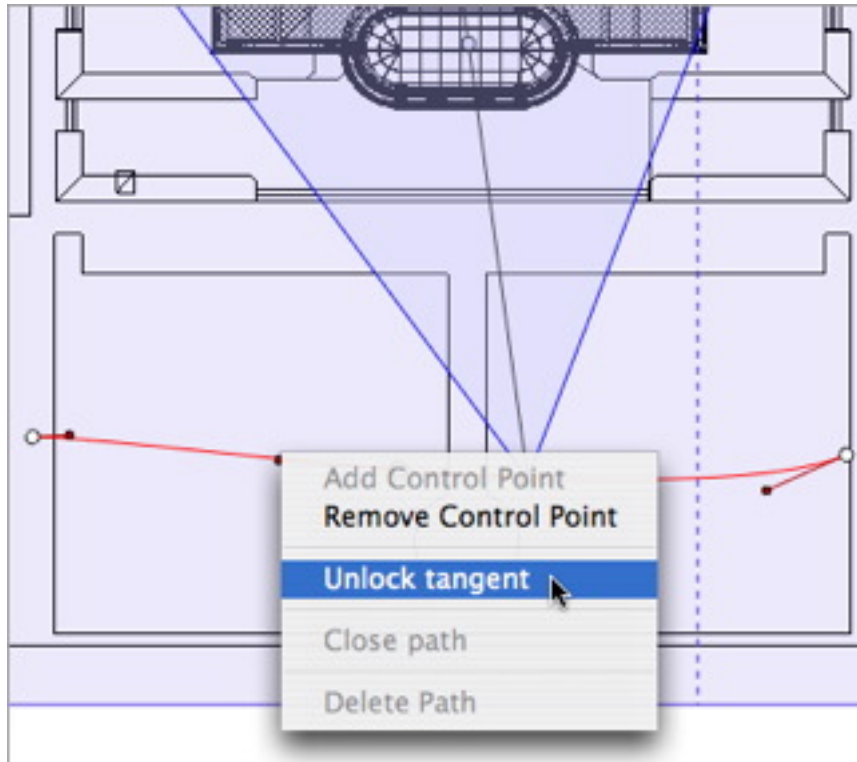 Add Control Point
Remove Control Point
Unlock tangent
Close path
Delete Path